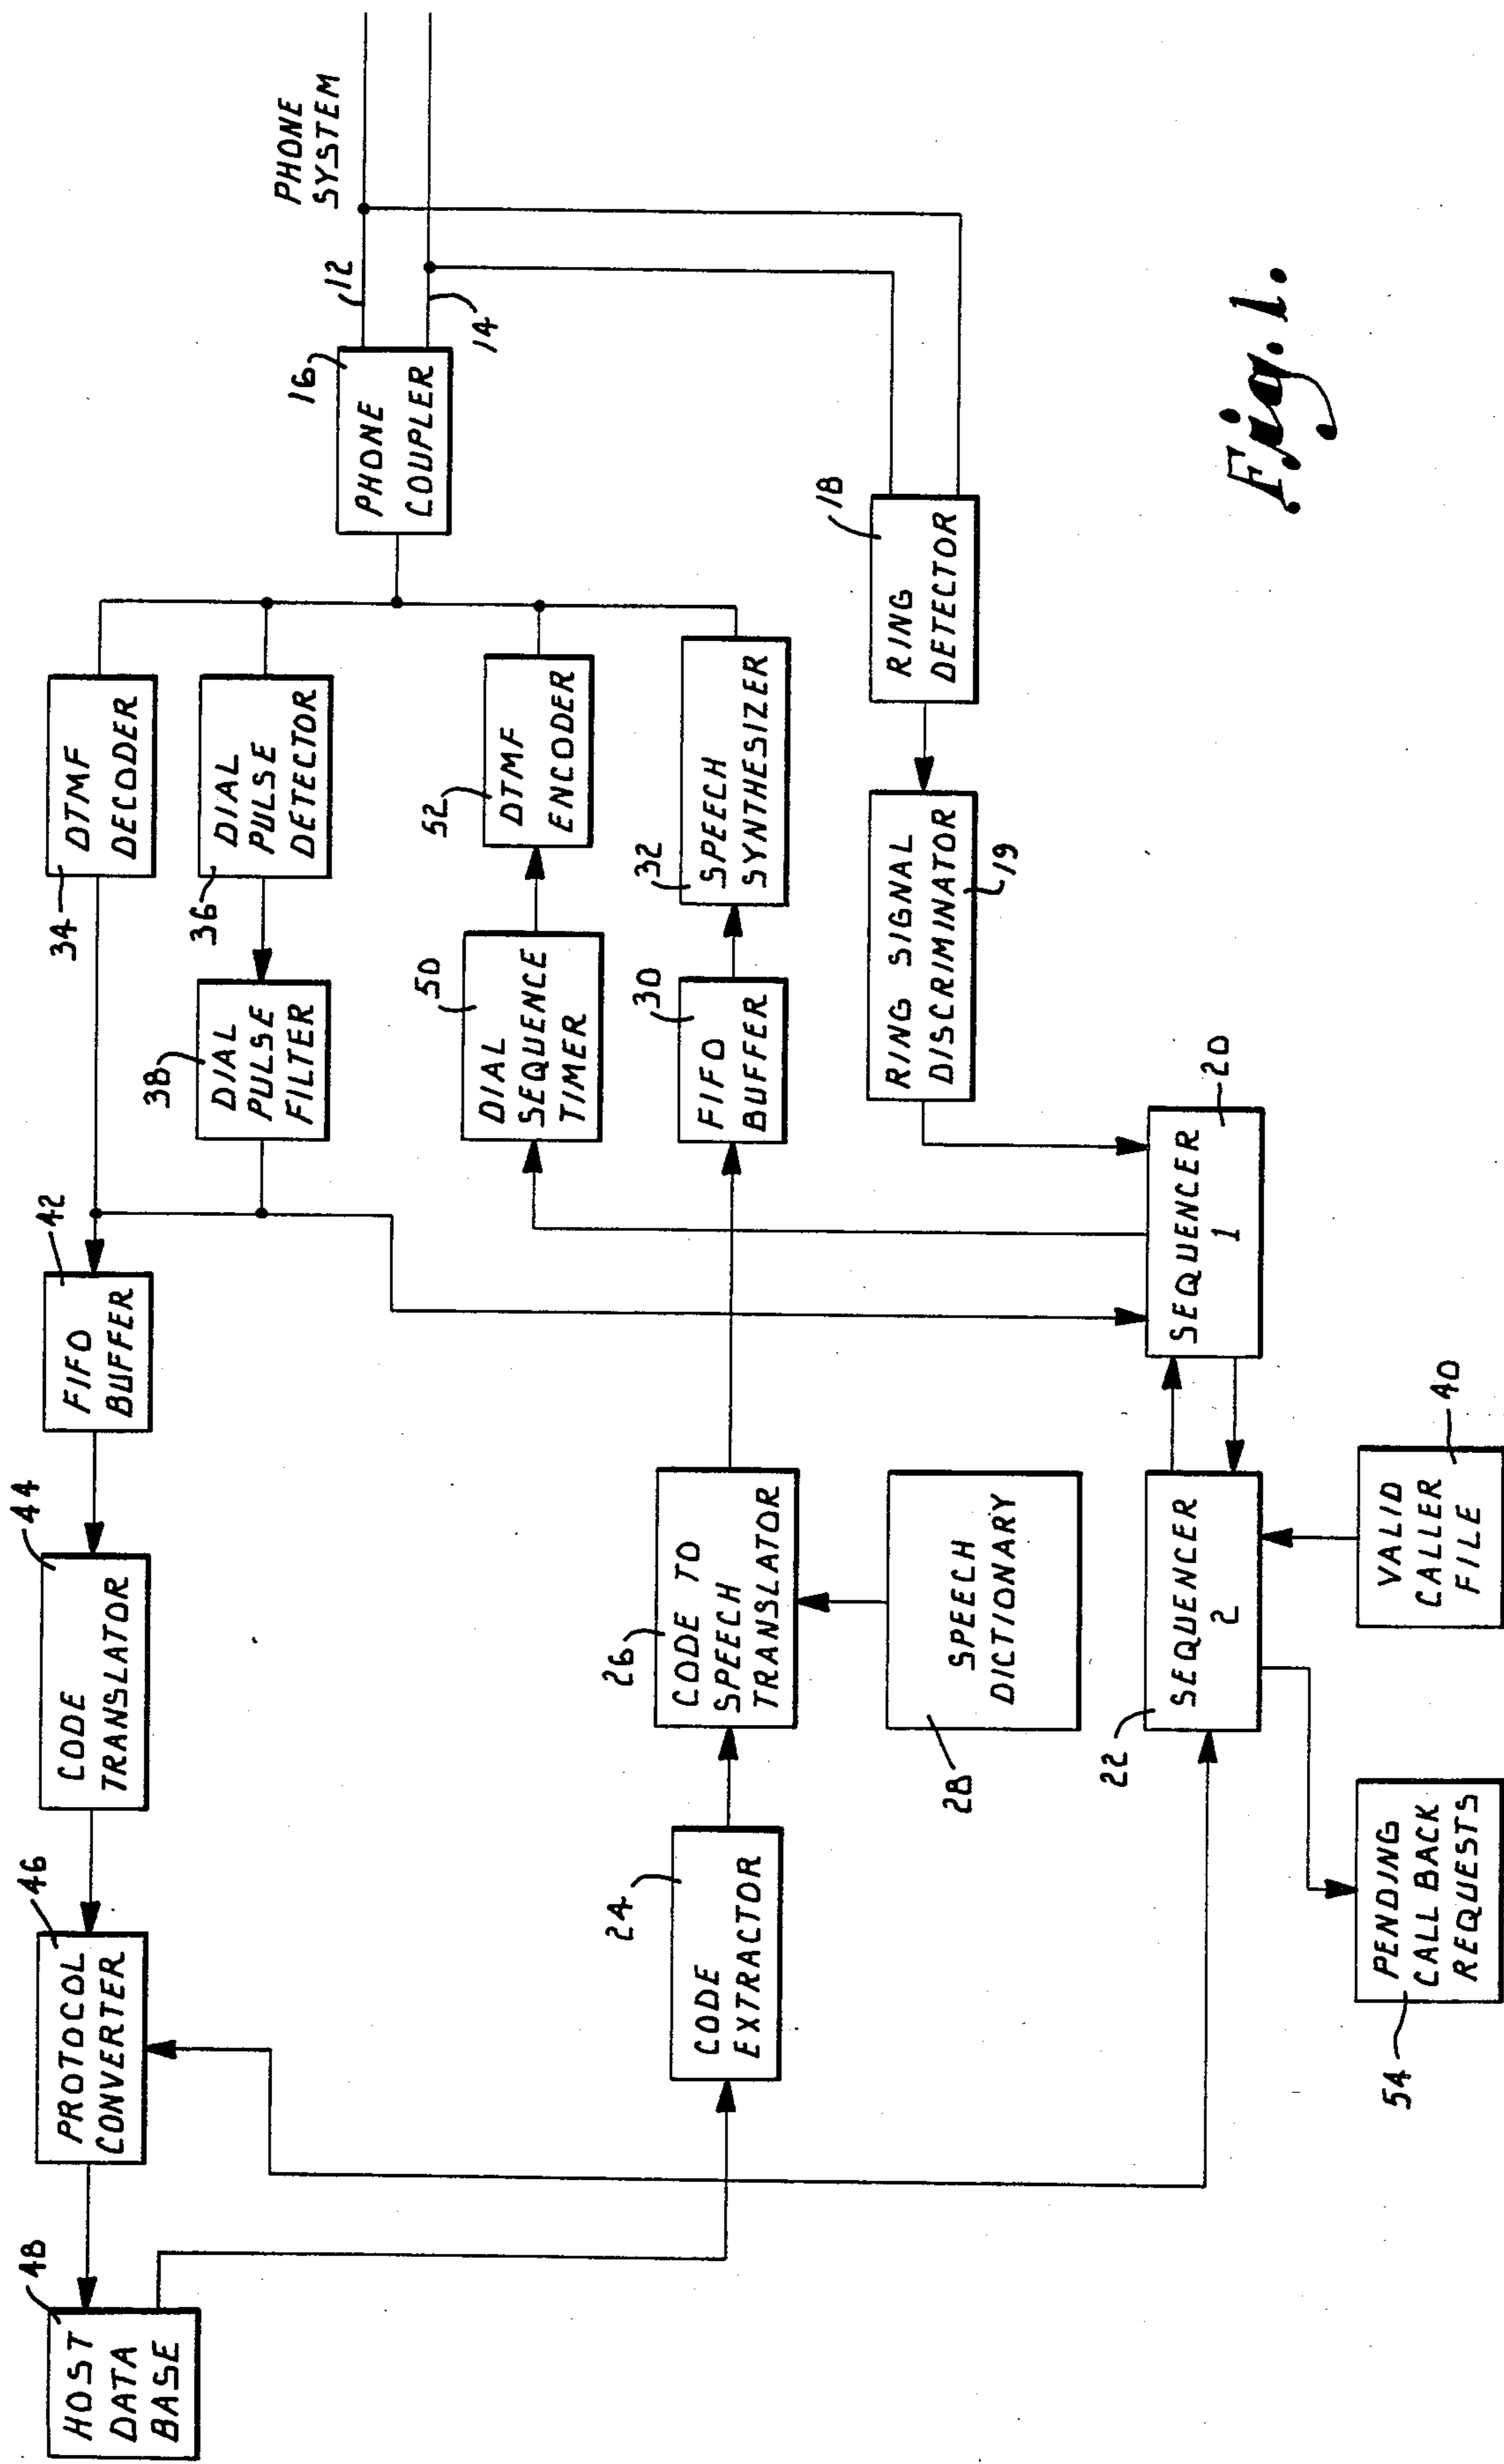 PHONE
SYSTEM
12
14
16
PHONE
COUPLER
34
DTMF
DECODER
36
DIAL
PULSE
DETECTOR
38
DIAL
PULSE
FILTER
52
DTMF
ENCODER
50
DIAL
SEQUENCE
TIMER
32
SPEECH
SYNTHESIZER
30
FIFO
BUFFER
18
RING
DETECTOR
RING SIGNAL
DISCRIMINATOR
19
42
FIFO
BUFFER
44
CODE
TRANSLATOR
46
PROTOCOL
CONVERTER
48
HOST
DATA
BASE
26
CODE TO
SPEECH
TRANSLATOR
24
CODE
EXTRACTOR
SPEECH
DICTIONARY
28
SEQUENCER
1
20
SEQUENCER
2
22
VALID
CALLER
FILE
40
PENDING
CALL BACK
REQUESTS
54
Fig. 1.